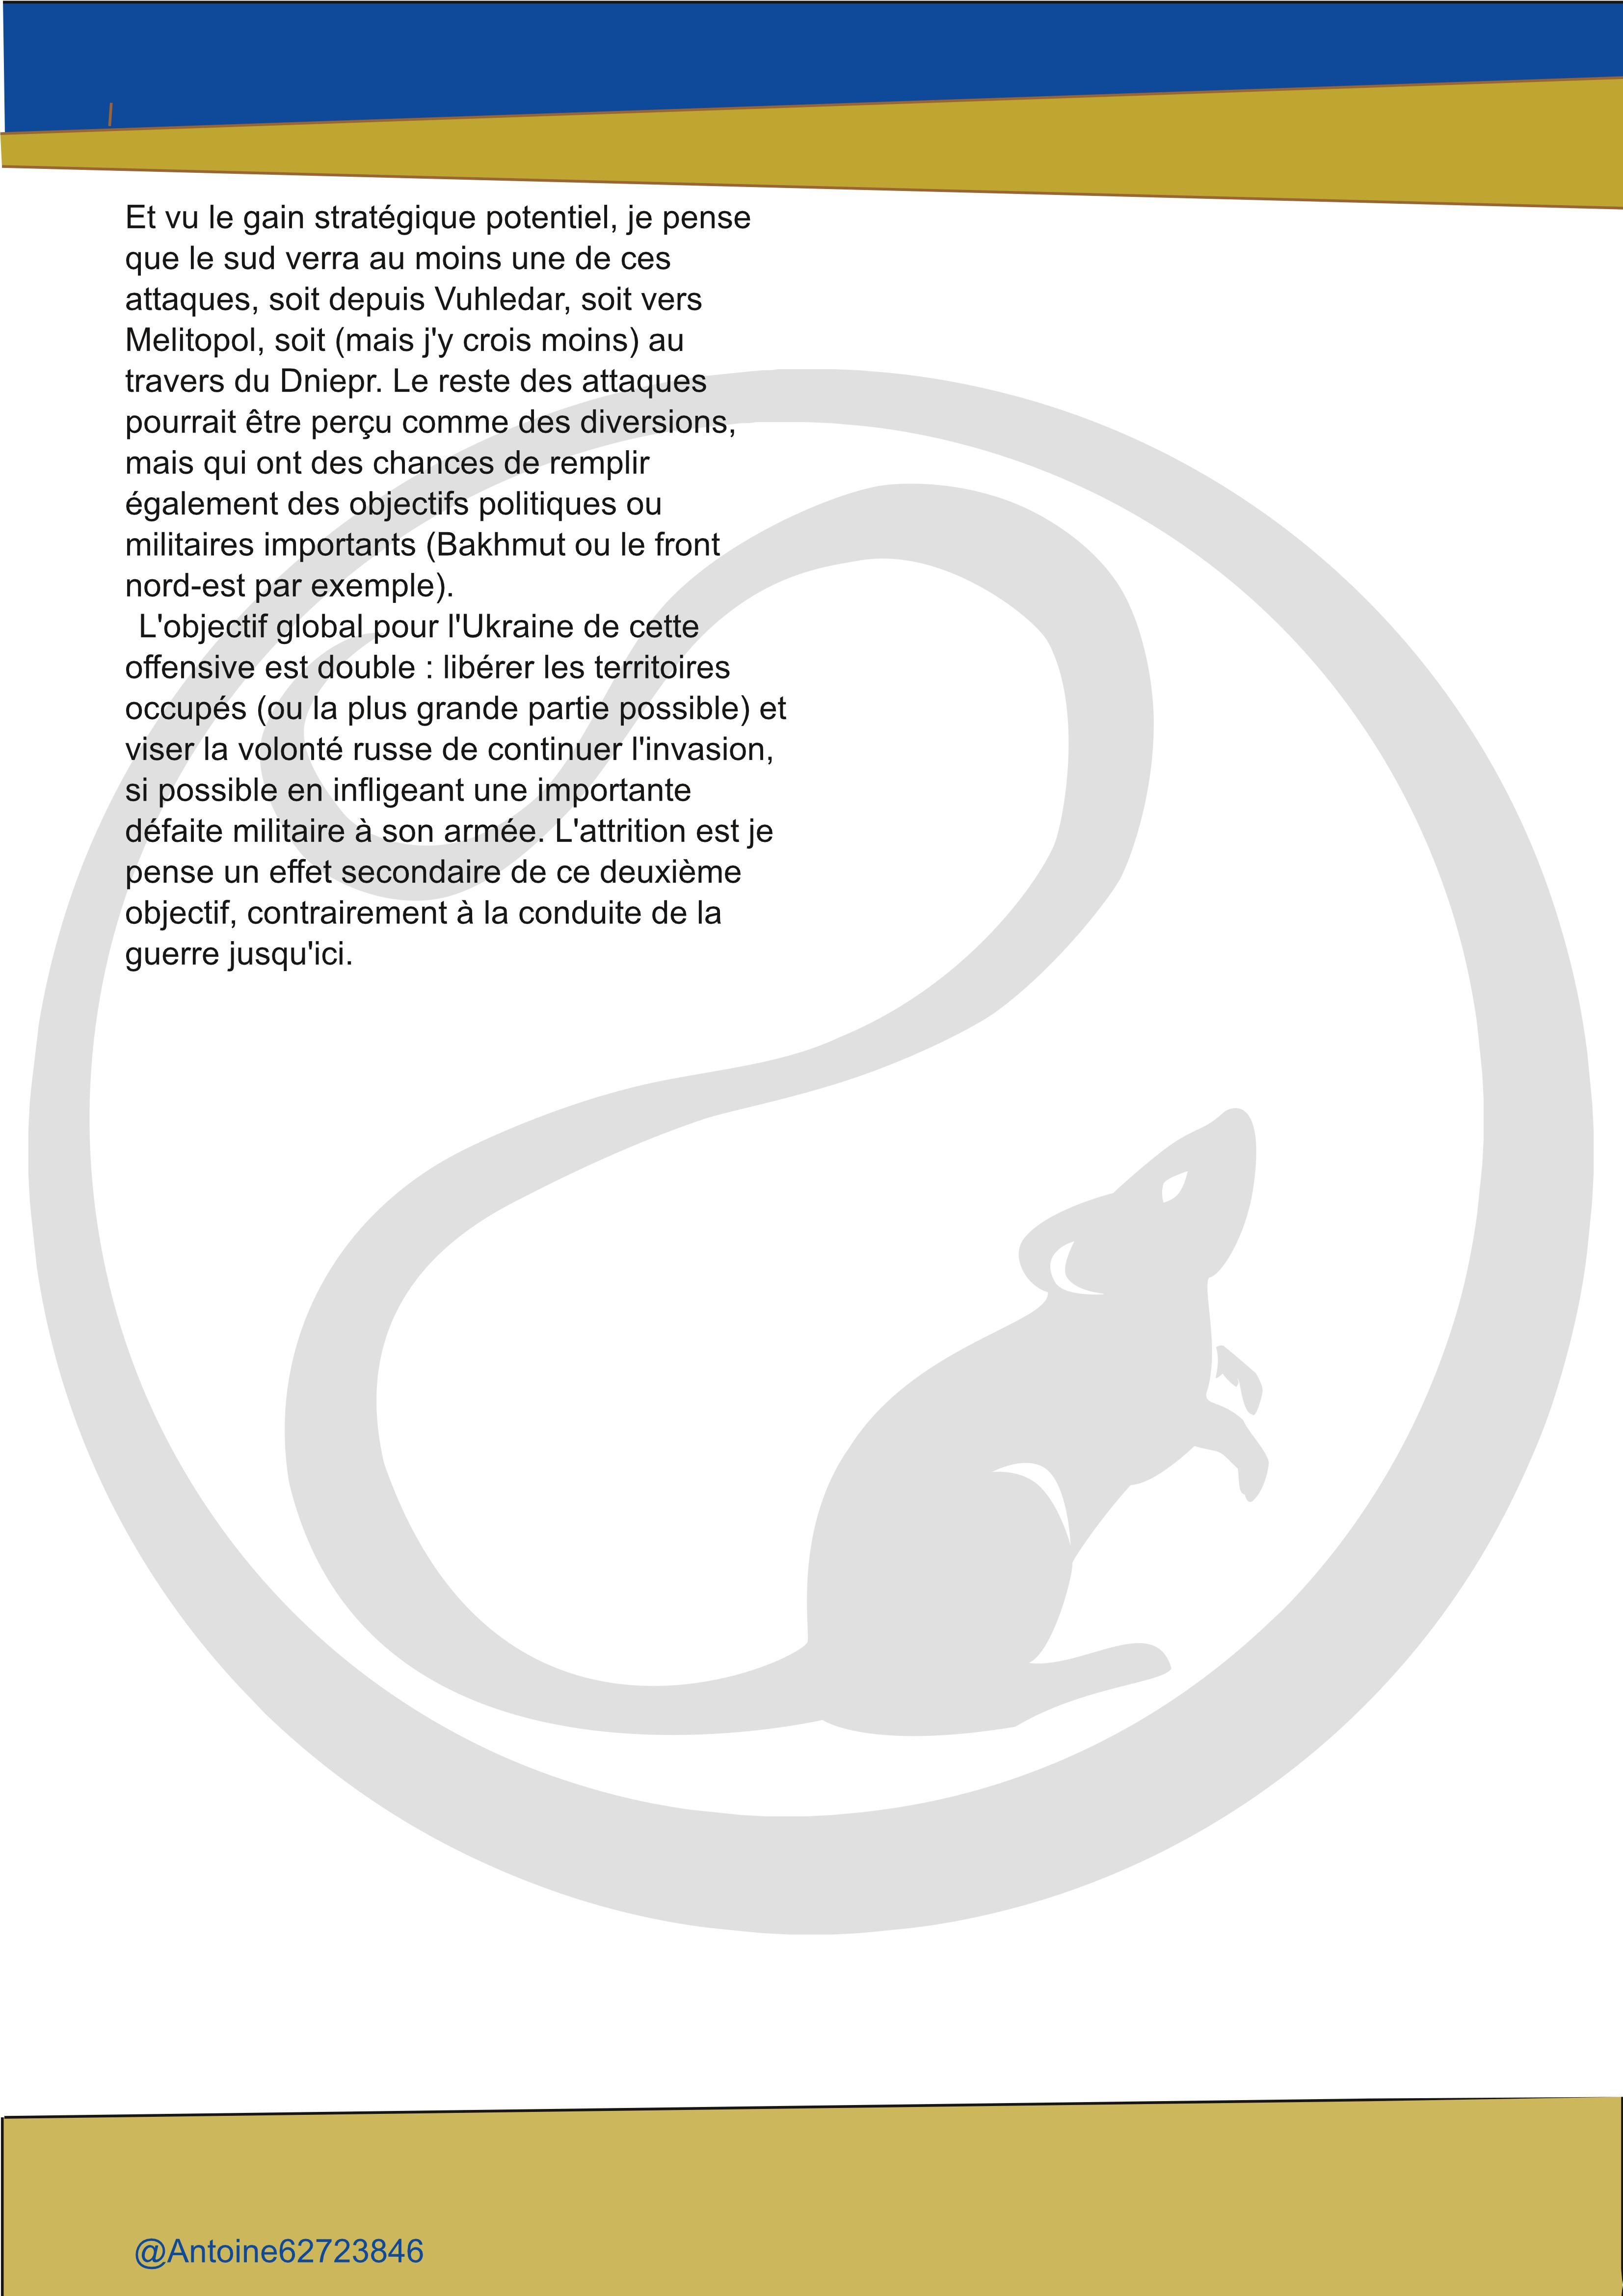 Et vu le gain stratégique potentiel, je pense
que le sud verra au moins une de ces
attaques, soit depuis Vuhledar, soit vers
Melitopol, soit (mais j'y crois moins) au
travers du Dniepr. Le reste des attaques
pourrait être perçu comme des diversions,
mais qui ont des chances de remplir
également des objectifs politiques ou
militaires importants (Bakhmut ou le front
nord-est par exemple).
L'objectif global pour l'Ukraine de cette
offensive est double : libérer les territoires
occupés (ou la plus grande partie possible) et
viser la volonté russe de continuer l'invasion,
si possible en infligeant une importante
défaite militaire à son armée. L'attrition est je
pense un effet secondaire de ce deuxième
objectif, contrairement à la conduite de la
guerre jusqu'ici.
@Antoine62723846